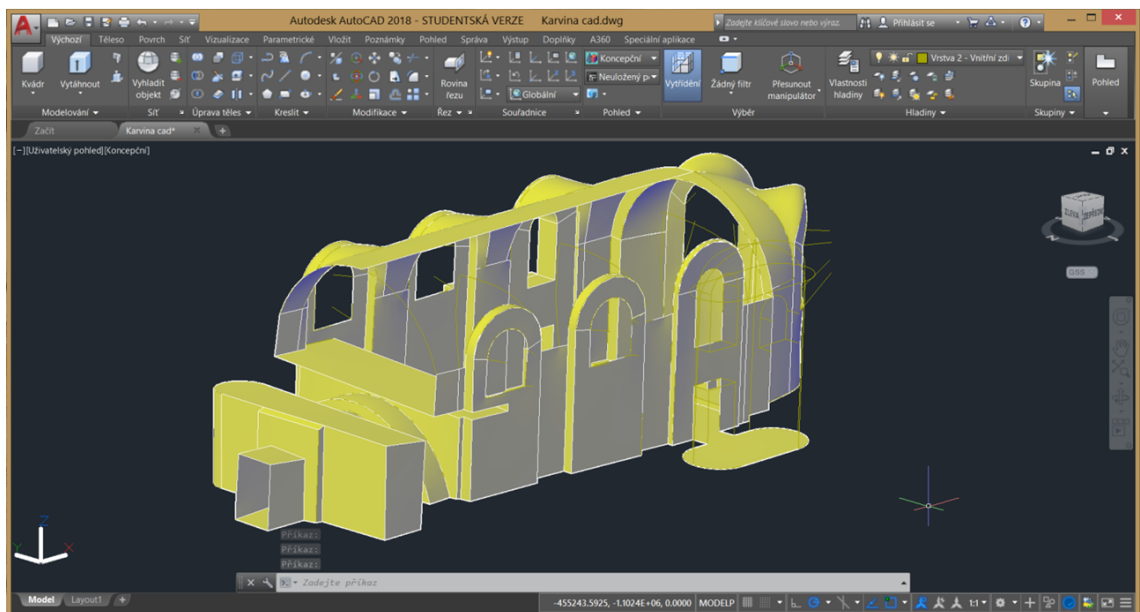 Autodesk AutoCAD 2018 - STUDENTSKÁ VERZE Karvina cad.dwg
Zadejte klíčové slovo nebo výraz.
Přihlásit se
Výchozí Těleso Povrch Síť Vizualizace Parametrické Vložit Poznámky Pohled Správa Výstup Doplňky A360 Speciální aplikace
Kvádr
Vytáhnout
Vyhladit objekt
Rovina řezu
Globální
Koncepční
Neuložený p
Vytřídění
Žádný filtr
Přesunout manipulátor
Vlastnosti hladiny
Vrstva 2 - Vnitřní zdi
Skupina
Pohled
Modelování Síť Úprava těles Kreslit Modifikace Řez Souřadnice Pohled Výběr Hladiny Skupiny
Začít Karvina cad*
[−][Uživatelský pohled][Koncepční]
ZLEVA
GSS
Z
Y
X
Příkaz:
Příkaz:
Příkaz:
Zadejte příkaz
Model Layout1
-455243.5925, -1.1024E+06, 0.0000 MODELP
1:1